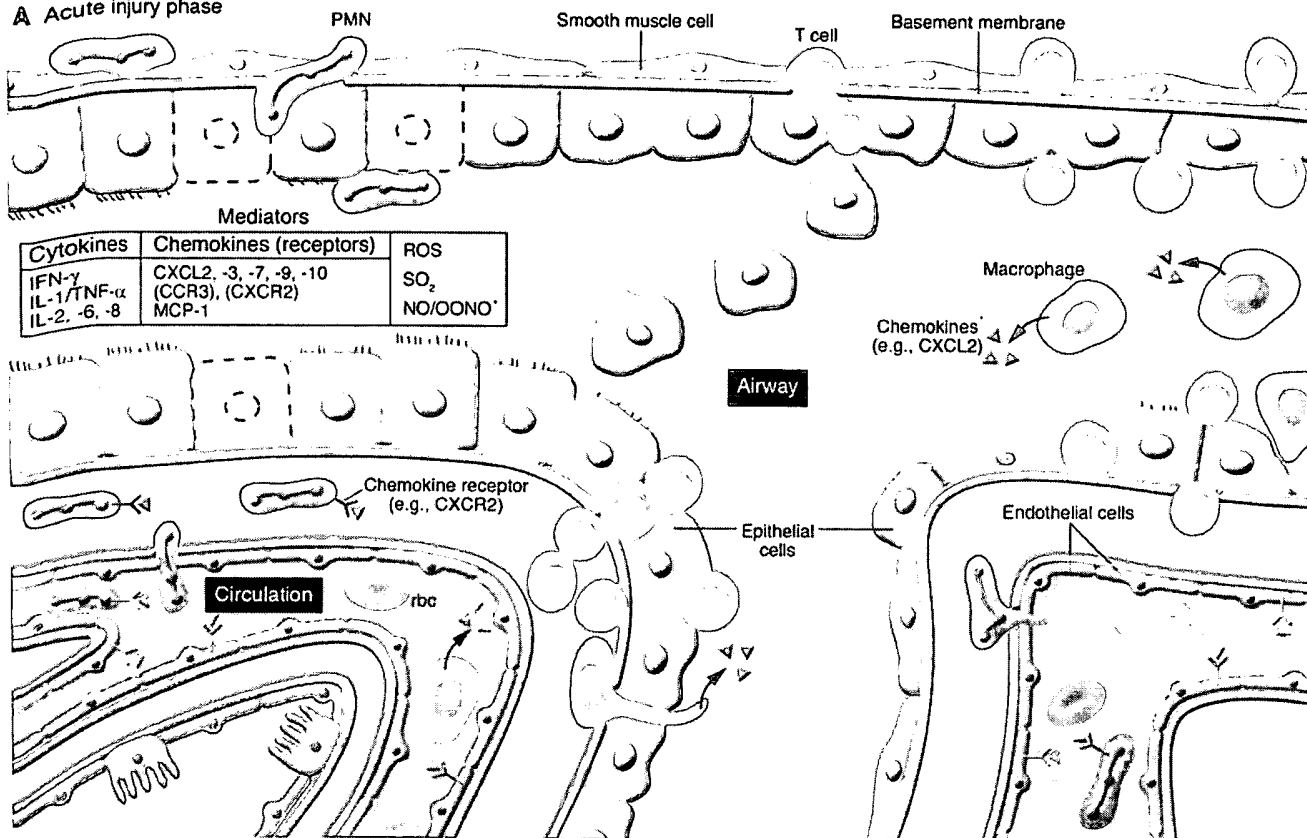 A Acute injury phase
PMN
Smooth muscle cell
T cell
Basement membrane
Mediators
Cytokines Chemokines (receptors) ROS
IFN-γ CXCL2, -3, -7, -9, -10 SO₂
IL-1/TNF-α (CCR3), (CXCR2) NO/OONO*
IL-2, -6, -8 MCP-1
Macrophage
Chemokines*
(e.g., CXCL2)
Airway
Chemokine receptor
(e.g., CXCR2)
Epithelial
cells
Endothelial cells
Circulation
rbc